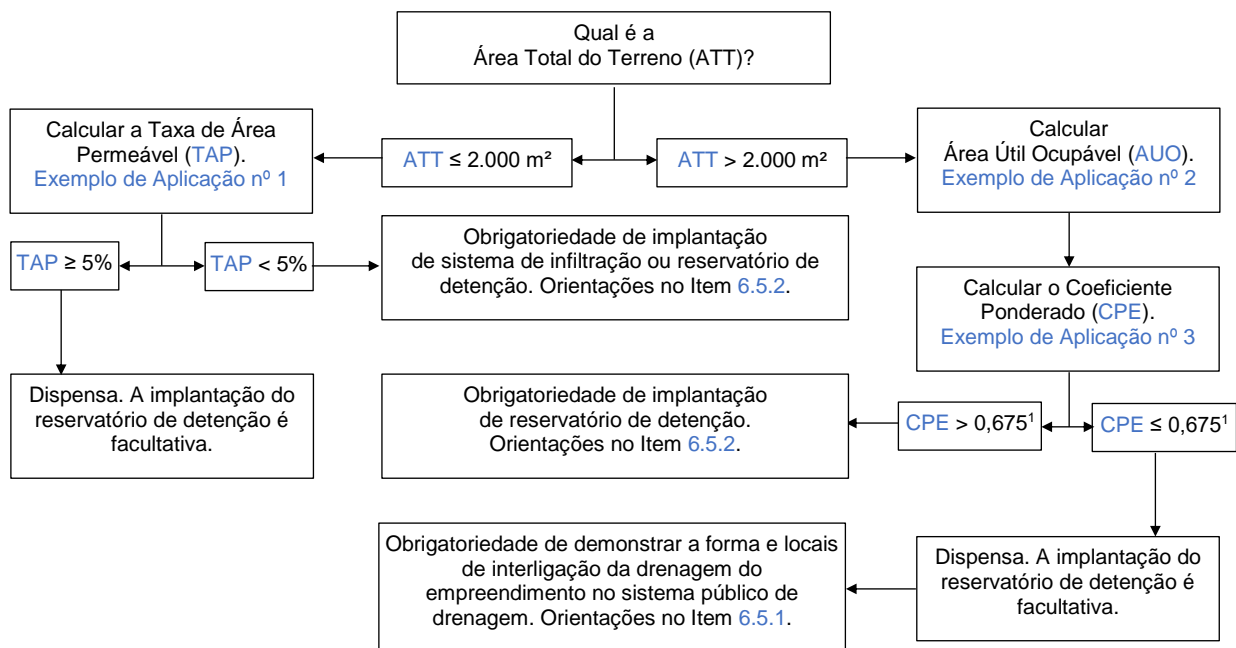 Qual é a
Área Total do Terreno (ATT)?
Calcular a Taxa de Área
Permeável (TAP).
Exemplo de Aplicação nº 1
ATT ≤ 2.000 m²
ATT > 2.000 m²
Calcular
Área Útil Ocupável (AUO).
Exemplo de Aplicação nº 2
TAP ≥ 5%
TAP < 5%
Obrigatoriedade de implantação
de sistema de infiltração ou reservatório de
detenção. Orientações no Item 6.5.2.
Calcular o Coeficiente
Ponderado (CPE).
Exemplo de Aplicação nº 3
Dispensa. A implantação do
reservatório de detenção é
facultativa.
Obrigatoriedade de implantação
de reservatório de detenção.
Orientações no Item 6.5.2.
CPE > 0,675¹
CPE ≤ 0,675¹
Obrigatoriedade de demonstrar a forma e locais
de interligação da drenagem do
empreendimento no sistema público de
drenagem. Orientações no Item 6.5.1.
Dispensa. A implantação do
reservatório de detenção é
facultativa.